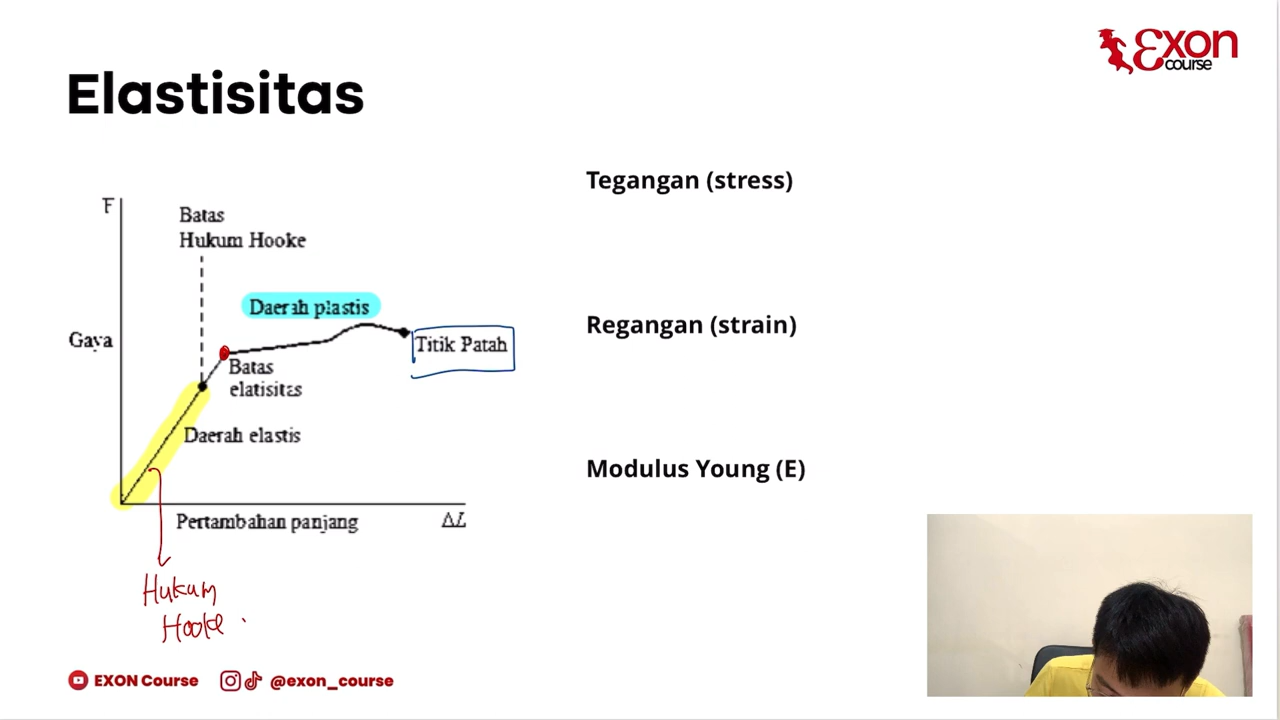 Exon
course
Elastisitas
Tegangan (stress)
F
Batas
Hukum Hooke
Daerah plastis
Regangan (strain)
Gaya
Titik Patah
Batas
elatisitas
Daerah elastis
Modulus Young (E)
Pertambahan panjang
ΔL
Hukum
Hooke
EXON Course
@exon_course